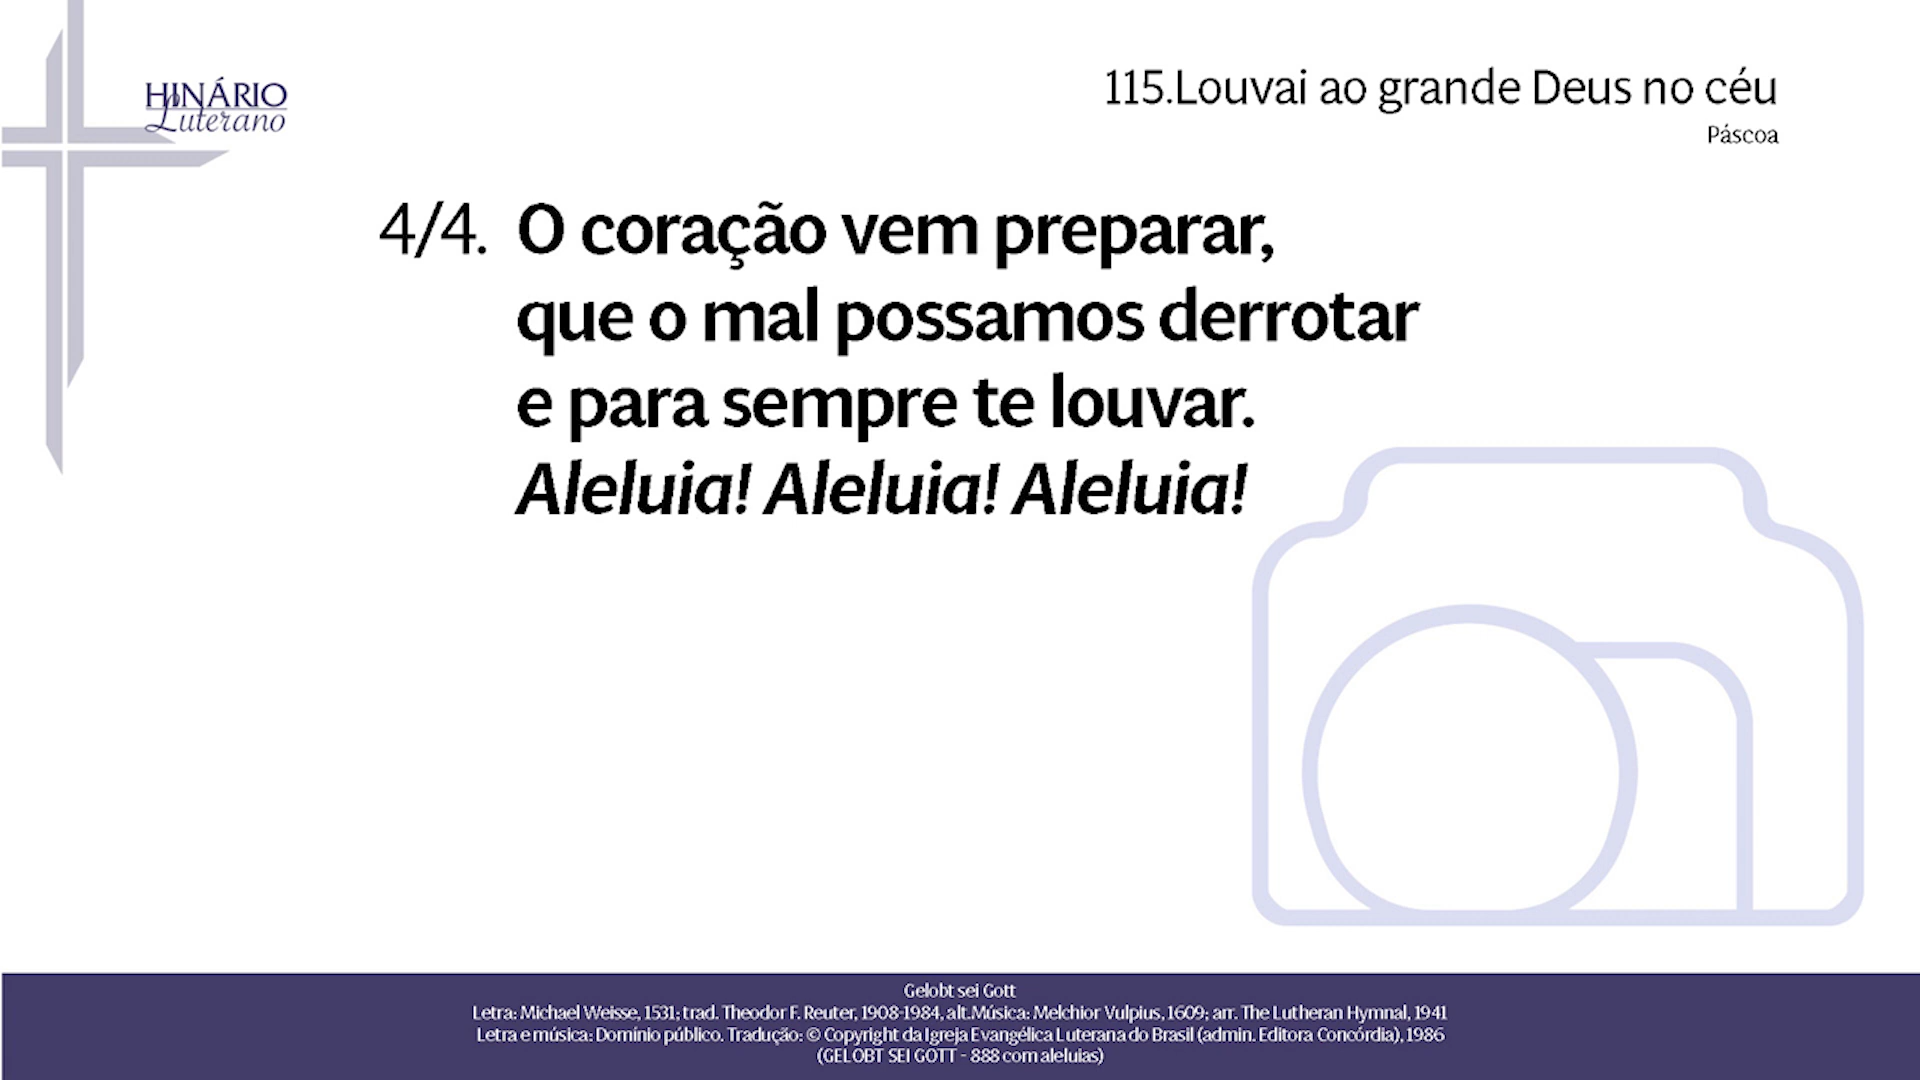 HINÁRIO
Luterano
115.Louvai ao grande Deus no céu
Páscoa
4/4. O coração vem preparar,
que o mal possamos derrotar
e para sempre te louvar.
Aleluia! Aleluia! Aleluia!
Gelobt sei Gott
Letra: Michael Weisse, 1531; trad. Theodor F. Reuter, 1908-1984, alt.Música: Melchior Vulpius, 1609; arr. The Lutheran Hymnal, 1941
Letra e música: Domínio público. Tradução: © Copyright da Igreja Evangélica Luterana do Brasil (admin. Editora Concórdia), 1986
(GELOBT SEI GOTT - 888 com aleluias)